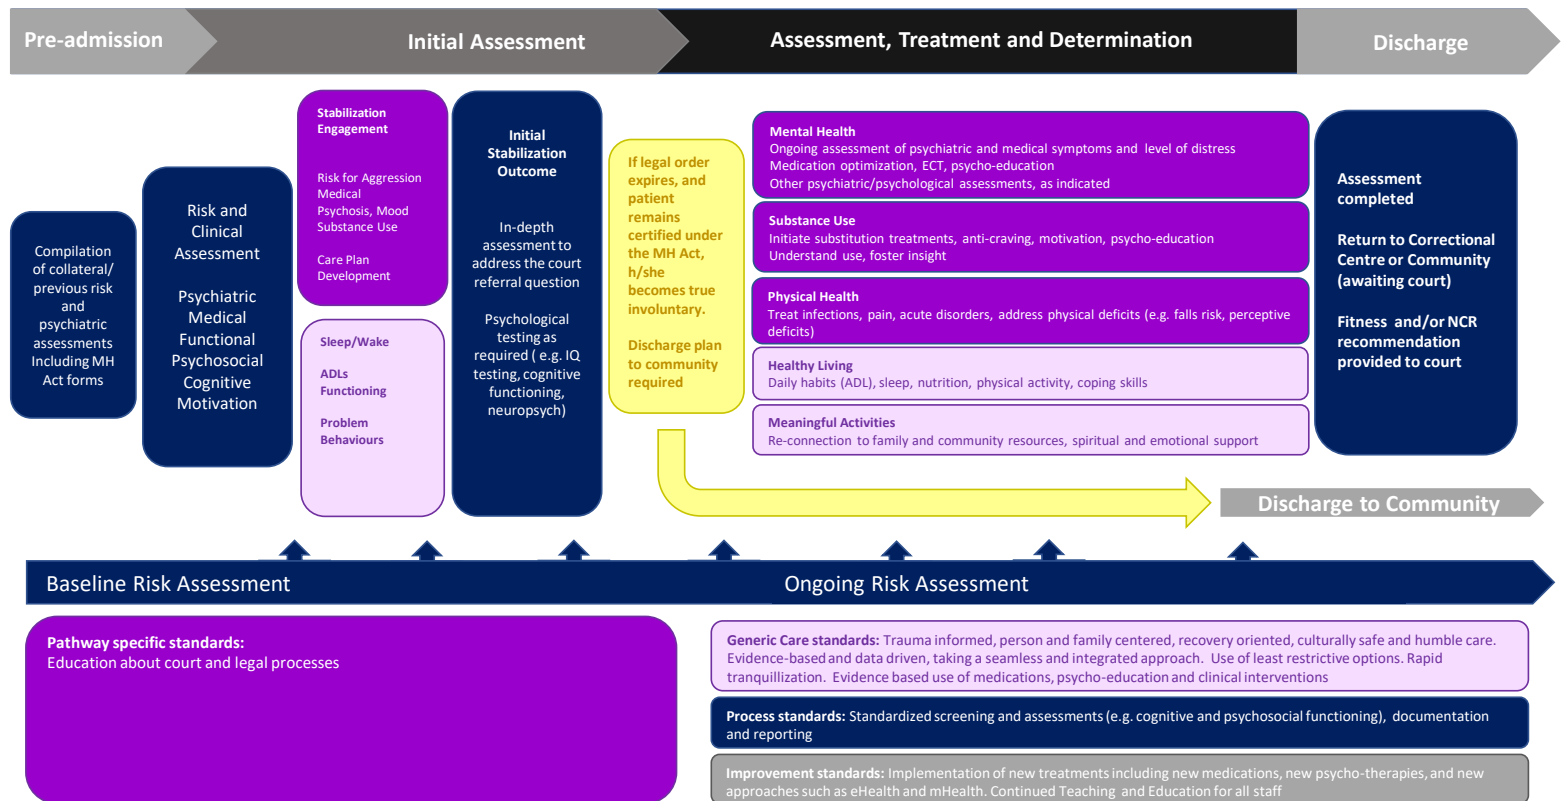 Pre-admission
Initial Assessment
Assessment, Treatment and Determination
Discharge
Compilation
of collateral/
previous risk
and
psychiatric
assessments
Including MH
Act forms
Risk and
Clinical
Assessment
Psychiatric
Medical
Functional
Psychosocial
Cognitive
Motivation
Stabilization
Engagement
Risk for Aggression
Medical
Psychosis, Mood
Substance Use
Care Plan
Development
Sleep/Wake
ADLs
Functioning
Problem
Behaviours
Initial
Stabilization
Outcome
In-depth
assessment to
address the court
referral question
Psychological
testing as
required ( e.g. IQ
testing, cognitive
functioning,
neuropsych)
If legal order
expires, and
patient
remains
certified under
the MH Act,
h/she
becomes true
involuntary.
Discharge plan
to community
required
Mental Health
Ongoing assessment of psychiatric and medical symptoms and level of distress
Medication optimization, ECT, psycho-education
Other psychiatric/psychological assessments, as indicated
Substance Use
Initiate substitution treatments, anti-craving, motivation, psycho-education
Understand use, foster insight
Physical Health
Treat infections, pain, acute disorders, address physical deficits (e.g. falls risk, perceptive
deficits)
Healthy Living
Daily habits (ADL), sleep, nutrition, physical activity, coping skills
Meaningful Activities
Re-connection to family and community resources, spiritual and emotional support
Assessment
completed
Return to Correctional
Centre or Community
(awaiting court)
Fitness and/or NCR
recommendation
provided to court
Discharge to Community
Baseline Risk Assessment
Ongoing Risk Assessment
Pathway specific standards:
Education about court and legal processes
Generic Care standards: Trauma informed, person and family centered, recovery oriented, culturally safe and humble care.
Evidence-based and data driven, taking a seamless and integrated approach. Use of least restrictive options. Rapid
tranquillization. Evidence based use of medications, psycho-education and clinical interventions
Process standards: Standardized screening and assessments (e.g. cognitive and psychosocial functioning), documentation
and reporting
Improvement standards: Implementation of new treatments including new medications, new psycho-therapies, and new
approaches such as eHealth and mHealth. Continued Teaching and Education for all staff